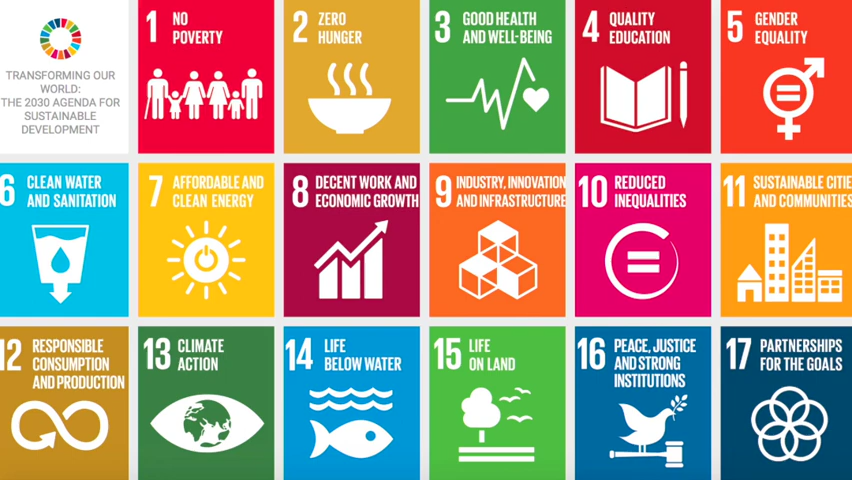 TRANSFORMING OUR
WORLD:
THE 2030 AGENDA FOR
SUSTAINABLE
DEVELOPMENT
1 NO
POVERTY
2 ZERO
HUNGER
3 GOOD HEALTH
AND WELL-BEING
4 QUALITY
EDUCATION
5 GENDER
EQUALITY
6 CLEAN WATER
AND SANITATION
7 AFFORDABLE AND
CLEAN ENERGY
8 DECENT WORK AND
ECONOMIC GROWTH
9 INDUSTRY, INNOVATION
AND INFRASTRUCTURE
10 REDUCED
INEQUALITIES
11 SUSTAINABLE CITIE
AND COMMUNITIES
12 RESPONSIBLE
CONSUMPTION
AND PRODUCTION
13 CLIMATE
ACTION
14 LIFE
BELOW WATER
15 LIFE
ON LAND
16 PEACE, JUSTICE
AND STRONG
INSTITUTIONS
17 PARTNERSHIPS
FOR THE GOALS